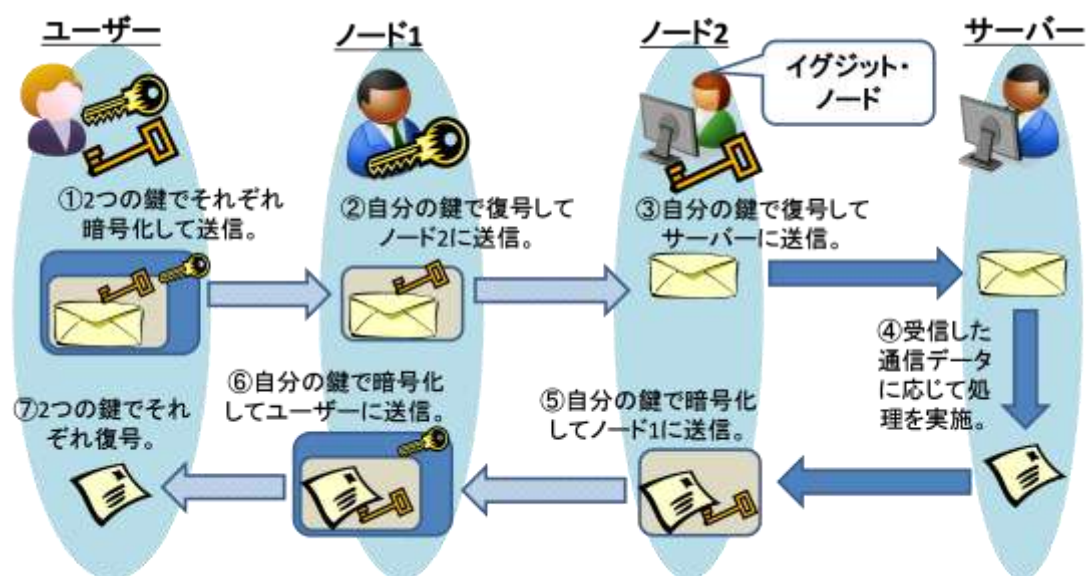 ユーザー
ノード1
ノード2
サーバー
イグジット・
ノード
①2つの鍵でそれぞれ
暗号化して送信。
②自分の鍵で復号して
ノード2に送信。
③自分の鍵で復号して
サーバーに送信。
④受信した
通信データ
に応じて処
理を実施。
⑤自分の鍵で暗号化
してノード1に送信。
⑥自分の鍵で暗号化
してユーザーに送信。
⑦2つの鍵でそれ
ぞれ復号。